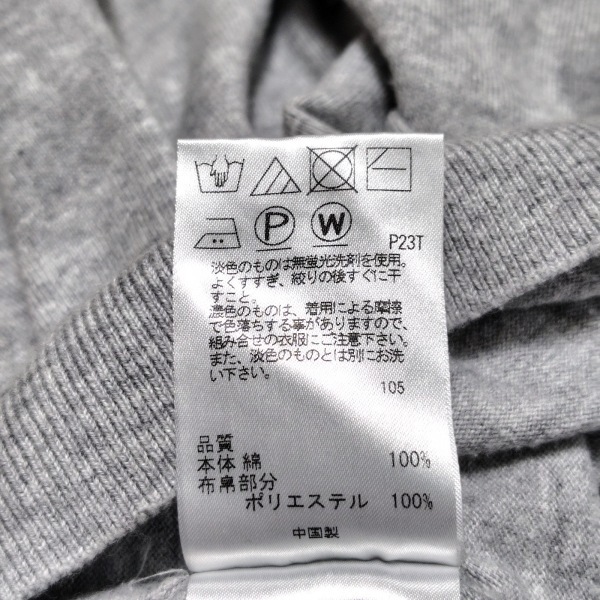 P W P23T
淡色のものは無蛍光洗剤を使用。
よくすすぎ、絞りの後すぐに干
すこと。
濃色のものは、着用による摩擦
で色落ちする事がありますので、
組み合せの衣服にご注意下さい。
また、淡色のものとは別にお洗
い下さい。
105
品質
本体 綿 100%
布帛部分
ポリエステル 100%
中国製